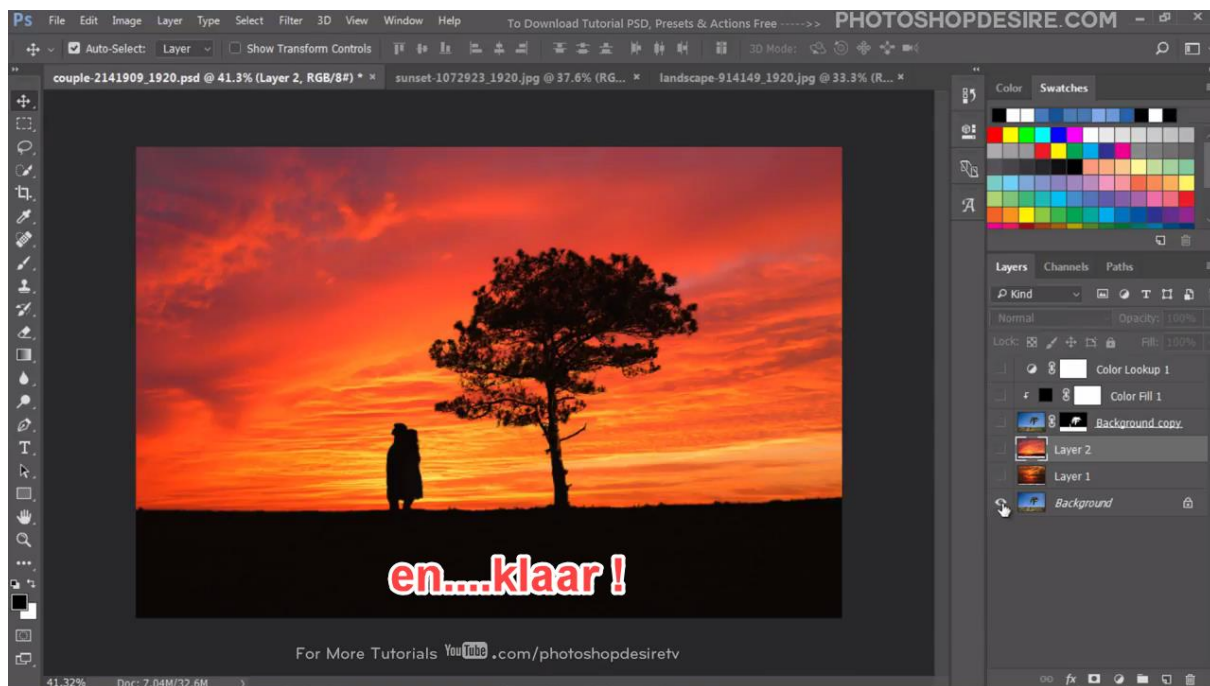 Ps File Edit Image Layer Type Select Filter 3D View Window Help To Download Tutorial PSD, Presets & Actions Free ----->> PHOTOSHOPDESIRE.COM
Auto-Select: Layer Show Transform Controls 3D Mode:
couple-2141909_1920.psd @ 41.3% (Layer 2, RGB/8#) * × sunset-1072923_1920.jpg @ 37.6% (RG... × landscape-914149_1920.jpg @ 33.3% (R... ×
Color Swatches
Layers Channels Paths
Kind
Normal Opacity: 100%
Lock: Fill: 100%
Color Lookup 1
Color Fill 1
Background copy
Layer 2
Layer 1
Background
en....klaar !
For More Tutorials YouTube .com/photoshopdesiretv
41.32% Doc: 7.04M/32.6M